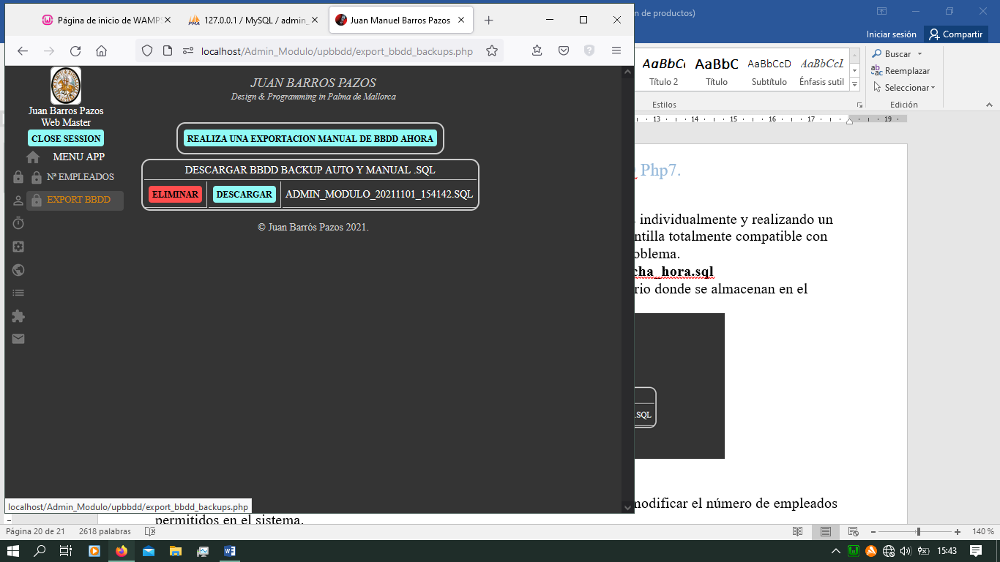 Página de inicio de WAMPS
127.0.0.1 / MySQL / admin_
Juan Manuel Barros Pazos
n de productos)
Iniciar sesión
Compartir
localhost/Admin_Modulo/upbbdd/export_bbdd_backups.php
AaBbCc
AaBbC
AaBbCcD
AaBbCcL
Título 2
Título
Subtítulo
Énfasis sutil
Estilos
Buscar
Reemplazar
Seleccionar
Edición
13 14 15 16 17 19
Juan Barros Pazos
Web Master
CLOSE SESSION
MENU APP
Nª EMPLEADOS
EXPORT BBDD
JUAN BARROS PAZOS
Design & Programming in Palma de Mallorca
REALIZA UNA EXPORTACION MANUAL DE BBDD AHORA
DESCARGAR BBDD BACKUP AUTO Y MANUAL .SQL
ELIMINAR DESCARGAR ADMIN_MODULO_20211101_154142.SQL
© Juan Barrós Pazos 2021.
Php7.
individualmente y realizando un
ntilla totalmente compatible con
oblema.
cha_hora.sql
rio donde se almacenan en el
.SQL
modificar el número de empleados
permitidos en el sistema.
localhost/Admin_Modulo/upbbdd/export_bbdd_backups.php
Página 20 de 21 2618 palabras
140 %
15:43